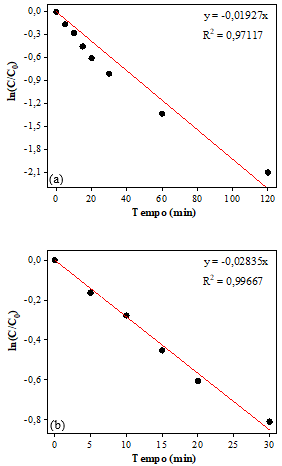 0,0
-0,3
-0,6
-0,9
-1,2
-1,5
-1,8
-2,1
ln(C/C₀)
y = -0,01927x
R² = 0,97117
(a)
0 20 40 60 80 100 120
Tempo (min)
0,0
-0,2
-0,4
-0,6
-0,8
ln(C/C₀)
y = -0,02835x
R² = 0,99667
(b)
0 5 10 15 20 25 30
Tempo (min)